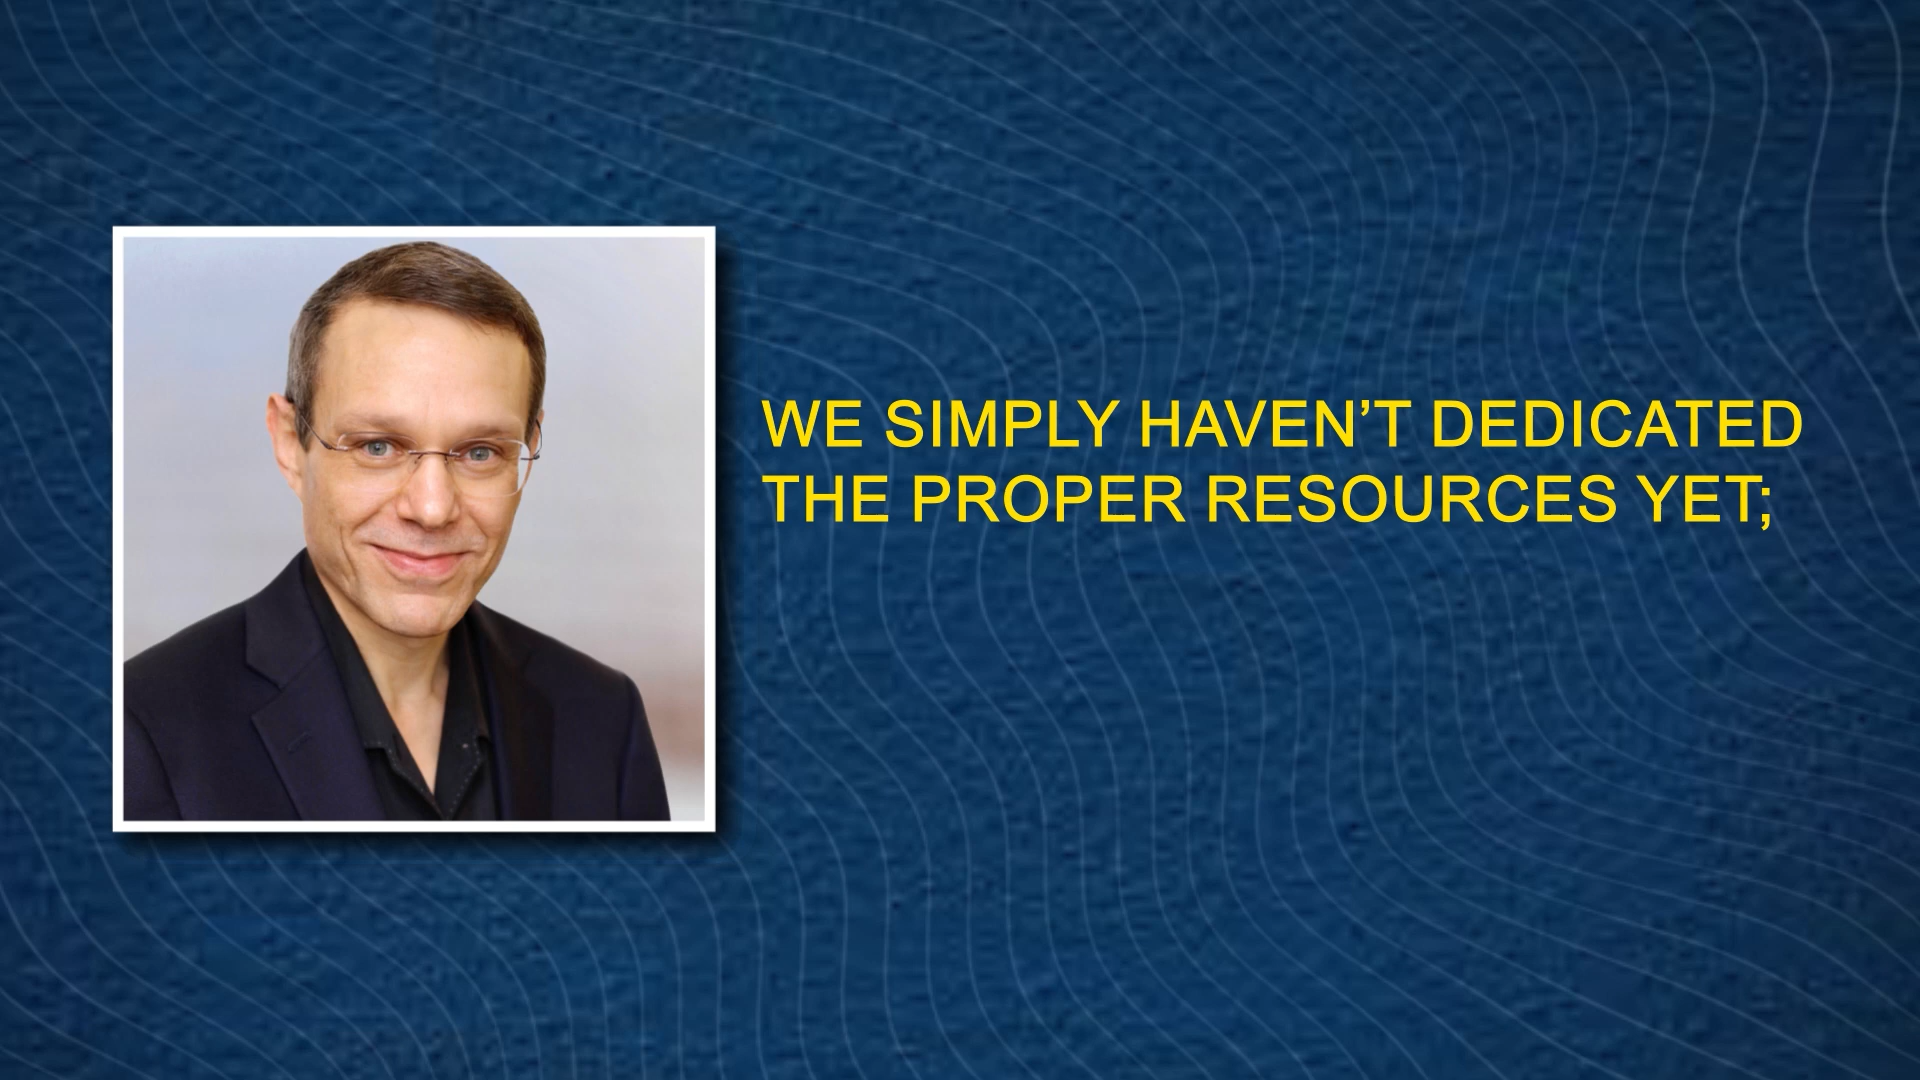 WE SIMPLY HAVEN’T DEDICATED
THE PROPER RESOURCES YET;